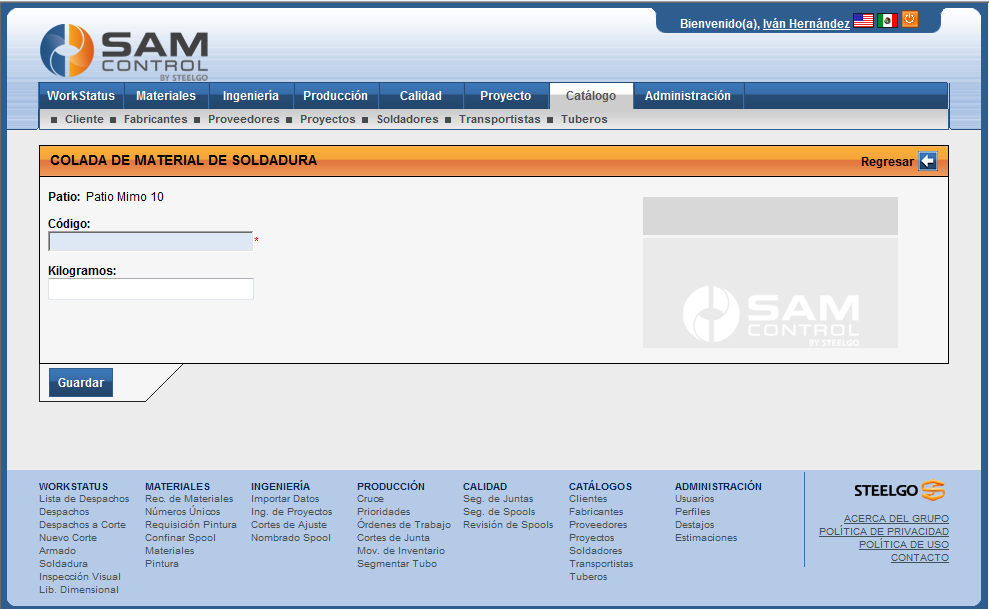 Bienvenido(a), Iván Hernández
SAM
CONTROL
BY STEELGO
WorkStatus Materiales Ingeniería Producción Calidad Proyecto Catálogo Administración
Cliente Fabricantes Proveedores Proyectos Soldadores Transportistas Tuberos
COLADA DE MATERIAL DE SOLDADURA
Regresar
Patio: Patio Mimo 10
Código:
*
Kilogramos:
SAM
CONTROL
BY STEELGO
Guardar
WORKSTATUS
Lista de Despachos
Despachos
Despachos a Corte
Nuevo Corte
Armado
Soldadura
Inspección Visual
Lib. Dimensional
MATERIALES
Rec. de Materiales
Números Únicos
Requisición Pintura
Confinar Spool
Materiales
Pintura
INGENIERÍA
Importar Datos
Ing. de Proyectos
Cortes de Ajuste
Nombrado Spool
PRODUCCIÓN
Cruce
Prioridades
Órdenes de Trabajo
Cortes de Junta
Mov. de Inventario
Segmentar Tubo
CALIDAD
Seg. de Juntas
Seg. de Spools
Revisión de Spools
CATÁLOGOS
Clientes
Fabricantes
Proveedores
Proyectos
Soldadores
Transportistas
Tuberos
ADMINISTRACIÓN
Usuarios
Perfiles
Destajos
Estimaciones
STEELGO
ACERCA DEL GRUPO
POLÍTICA DE PRIVACIDAD
POLÍTICA DE USO
CONTACTO